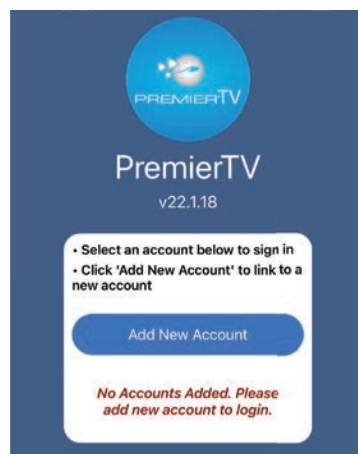 PREMIERTV
PremierTV
v22.1.18
• Select an account below to sign in
• Click 'Add New Account' to link to a
new account
Add New Account
No Accounts Added. Please
add new account to login.